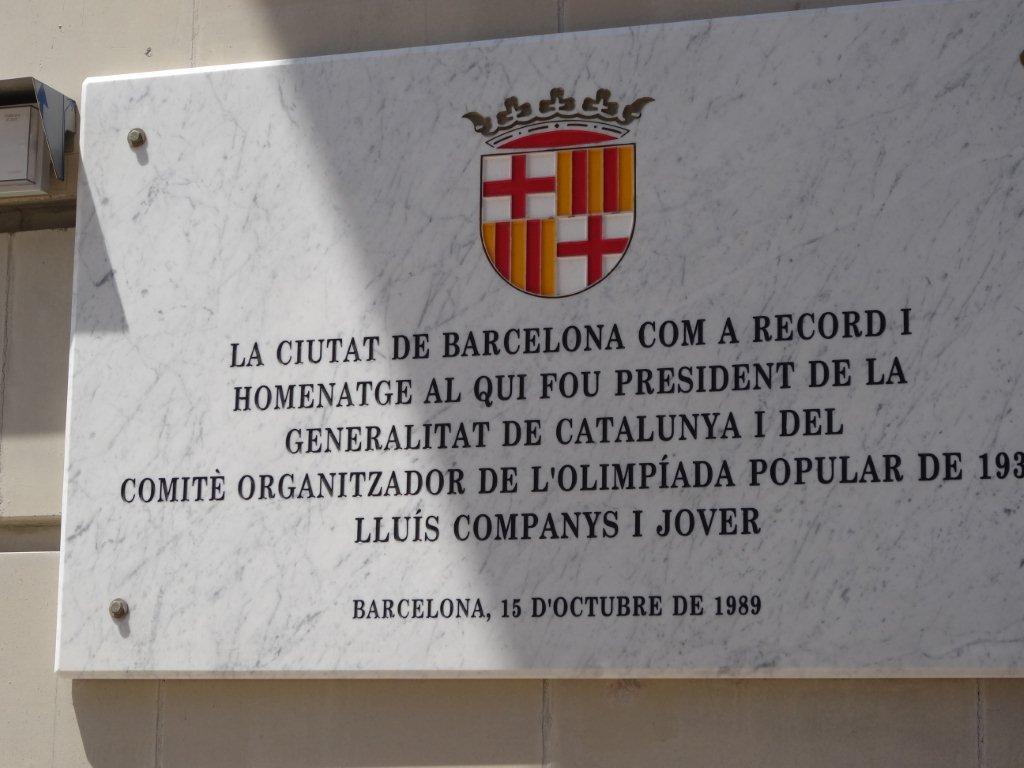 LA CIUTAT DE BARCELONA COM A RECORD I
HOMENATGE AL QUI FOU PRESIDENT DE LA
GENERALITAT DE CATALUNYA I DEL
COMITÈ ORGANITZADOR DE L'OLIMPÍADA POPULAR DE 193
LLUÍS COMPANYS I JOVER
BARCELONA, 15 D'OCTUBRE DE 1989